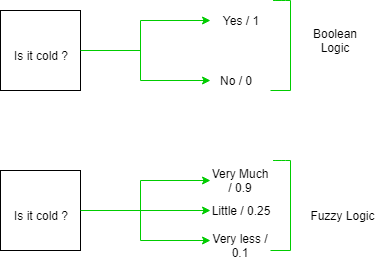 Yes / 1
Boolean
Logic
Is it cold ?
No / 0
Very Much
/ 0.9
Is it cold ?
Little / 0.25
Fuzzy Logic
Very less /
0.1